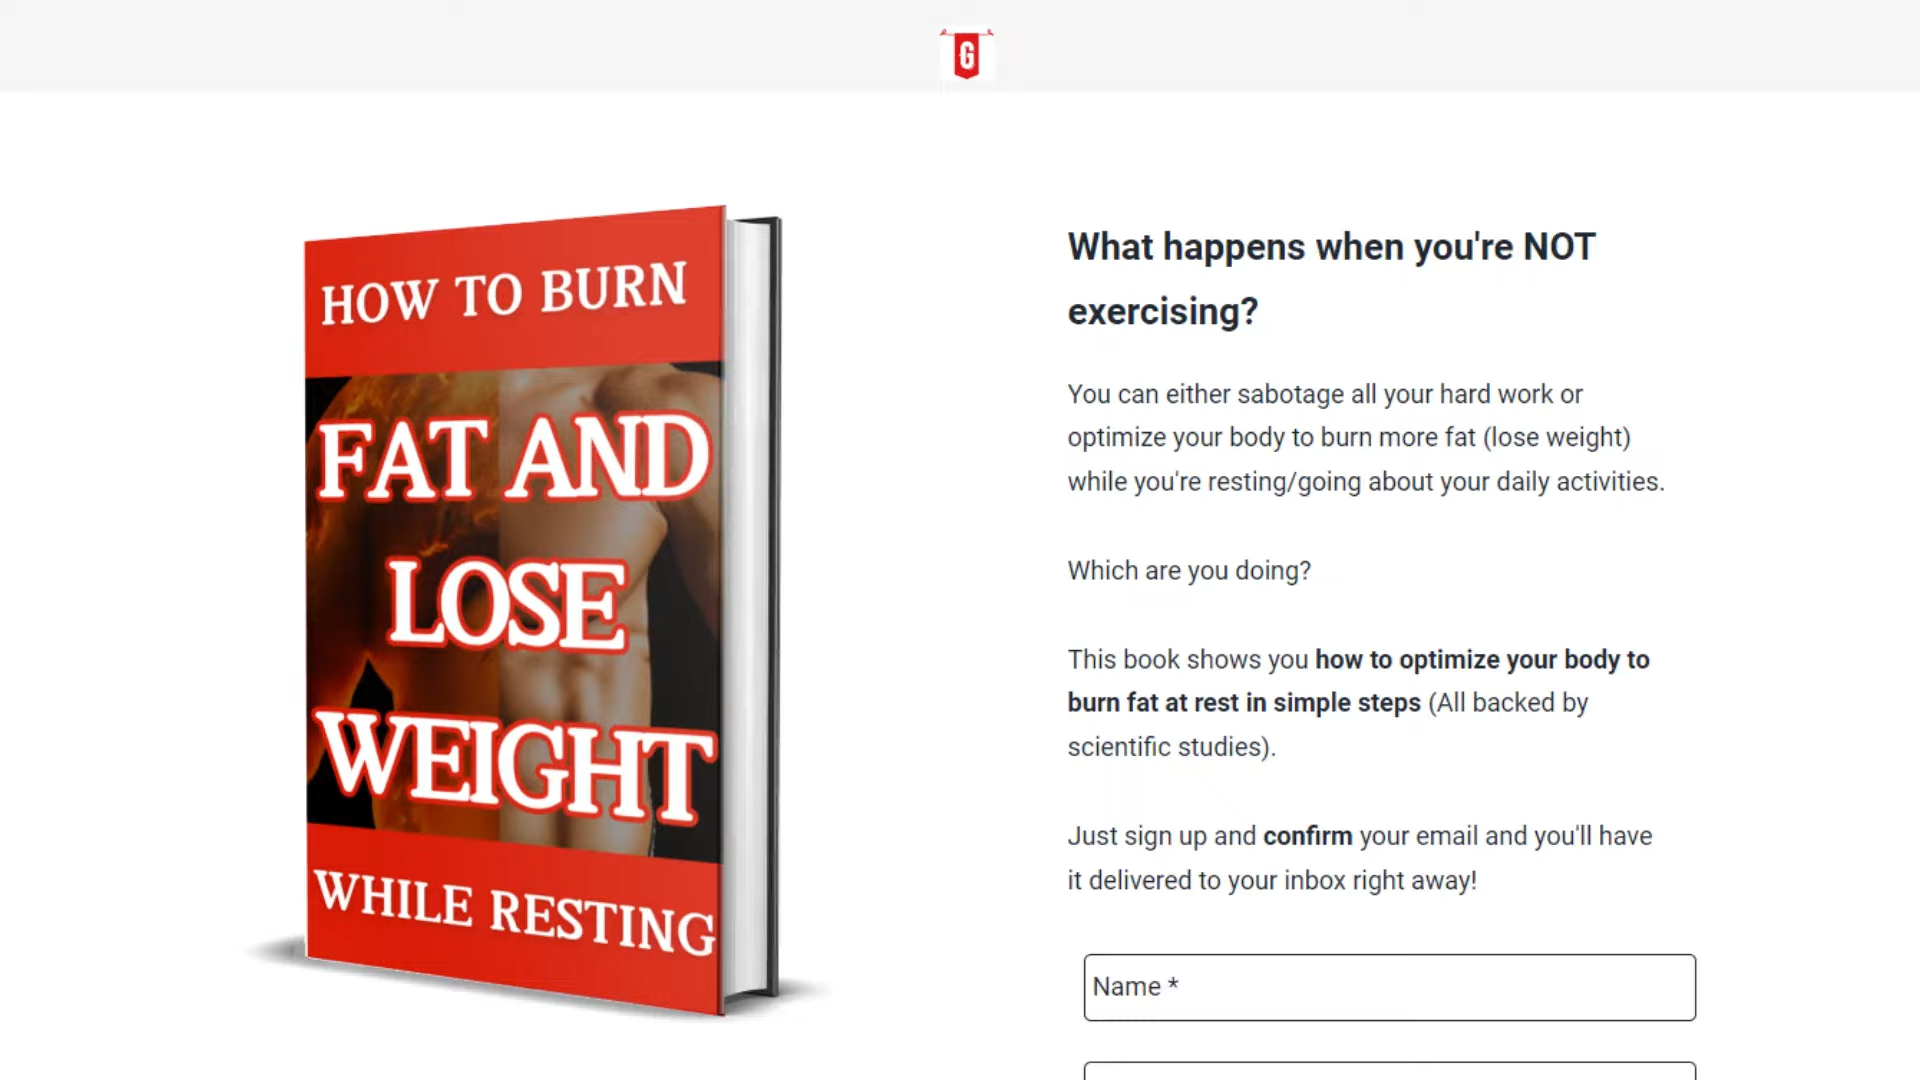 G
HOW TO BURN
FAT AND
LOSE
WEIGHT
WHILE RESTING
What happens when you're NOT
exercising?
You can either sabotage all your hard work or
optimize your body to burn more fat (lose weight)
while you're resting/going about your daily activities.
Which are you doing?
This book shows you how to optimize your body to
burn fat at rest in simple steps (All backed by
scientific studies).
Just sign up and confirm your email and you'll have
it delivered to your inbox right away!
Name *